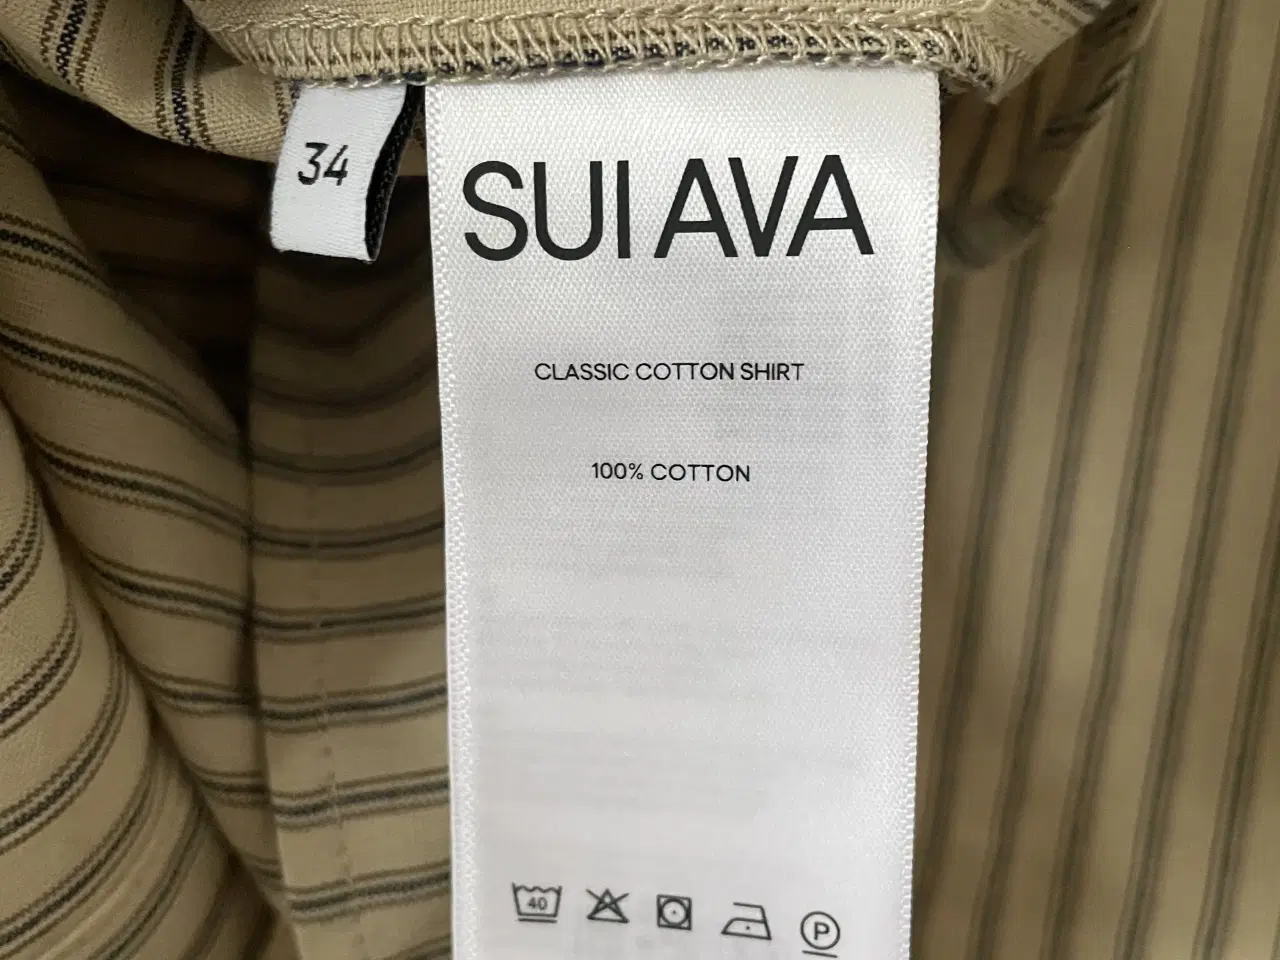 34
SUI AVA
CLASSIC COTTON SHIRT
100% COTTON
40
P